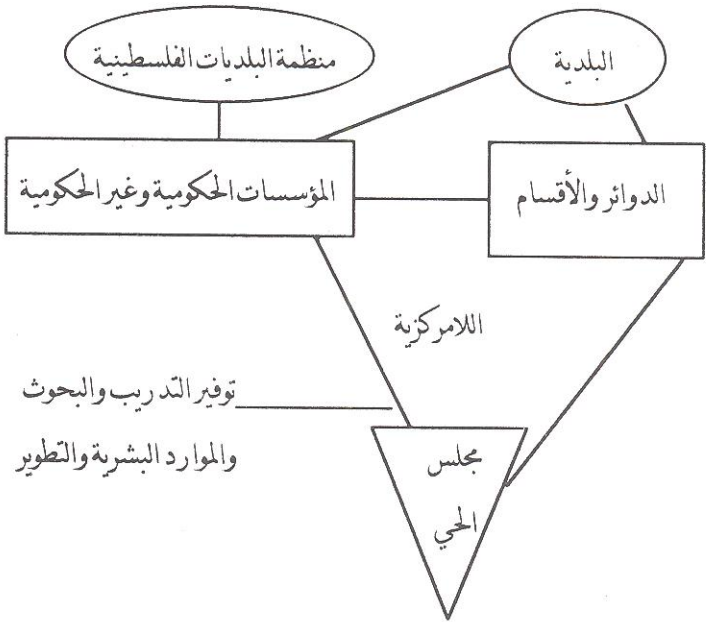 البلدية
منظمة البلديات الفلسطينية
الدوائر والأقسام
المؤسسات الحكومية وغير الحكومية
اللامركزية
توفير التدريب والبحوث
والموارد البشرية والتطوير
مجلس
الحي